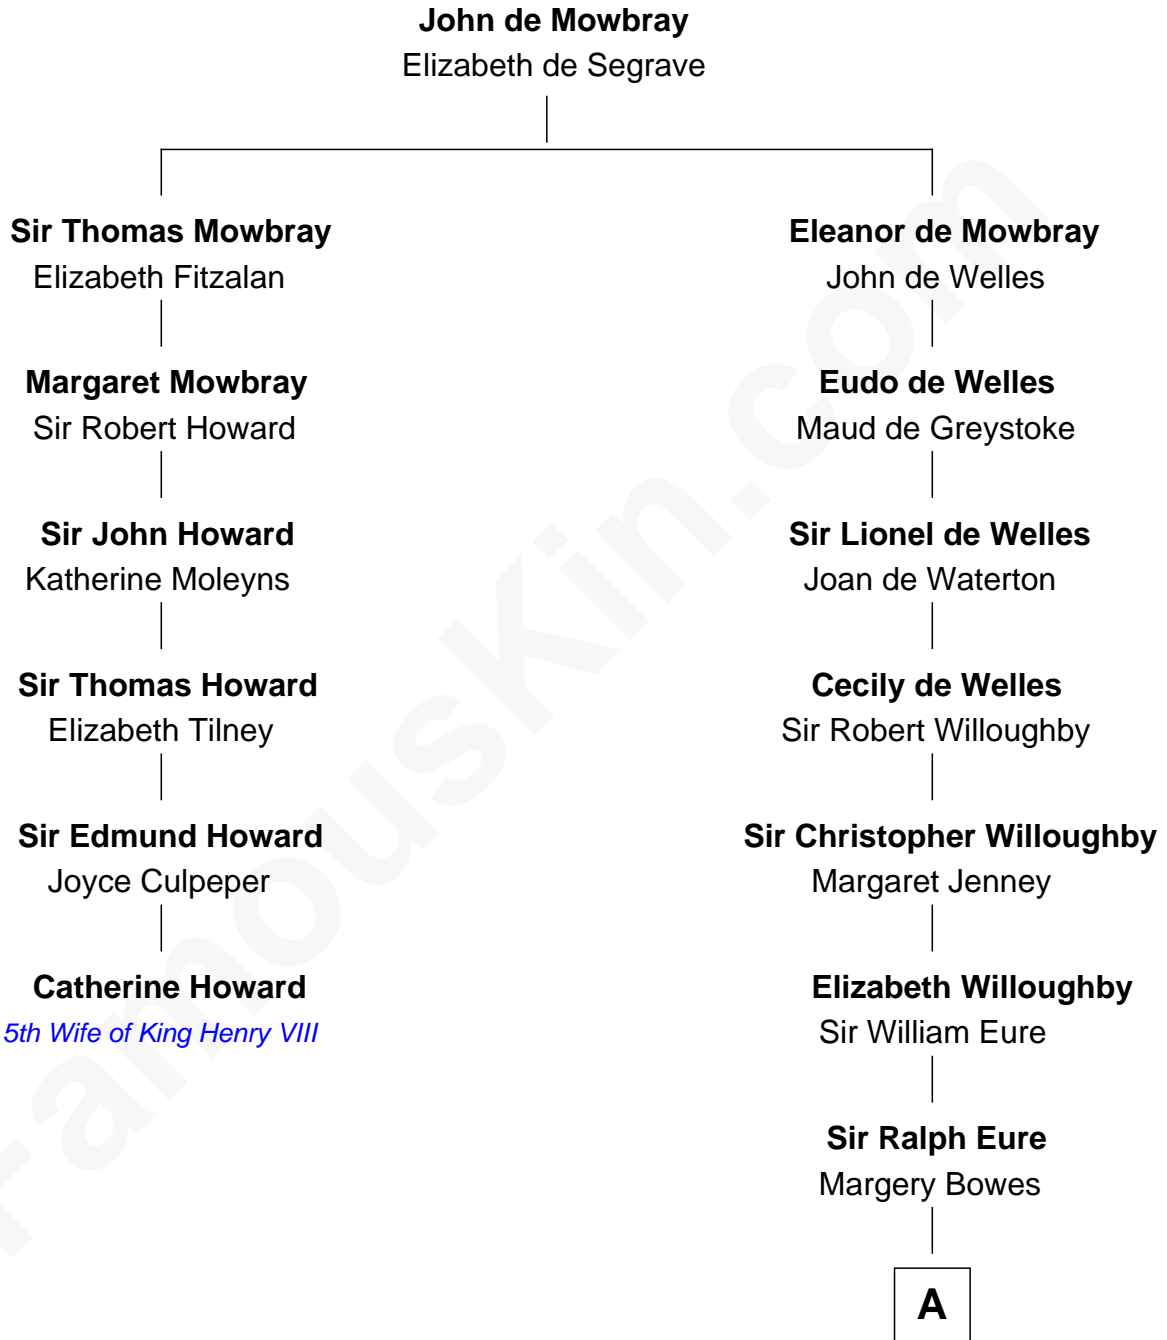 John de Mowbray
Elizabeth de Segrave
Sir Thomas Mowbray
Elizabeth Fitzalan
Margaret Mowbray
Sir Robert Howard
Sir John Howard
Katherine Moleyns
Sir Thomas Howard
Elizabeth Tilney
Sir Edmund Howard
Joyce Culpeper
Catherine Howard
5th Wife of King Henry VIII
Eleanor de Mowbray
John de Welles
Eudo de Welles
Maud de Greystoke
Sir Lionel de Welles
Joan de Waterton
Cecily de Welles
Sir Robert Willoughby
Sir Christopher Willoughby
Margaret Jenney
Elizabeth Willoughby
Sir William Eure
Sir Ralph Eure
Margery Bowes
A
FamousKin.com